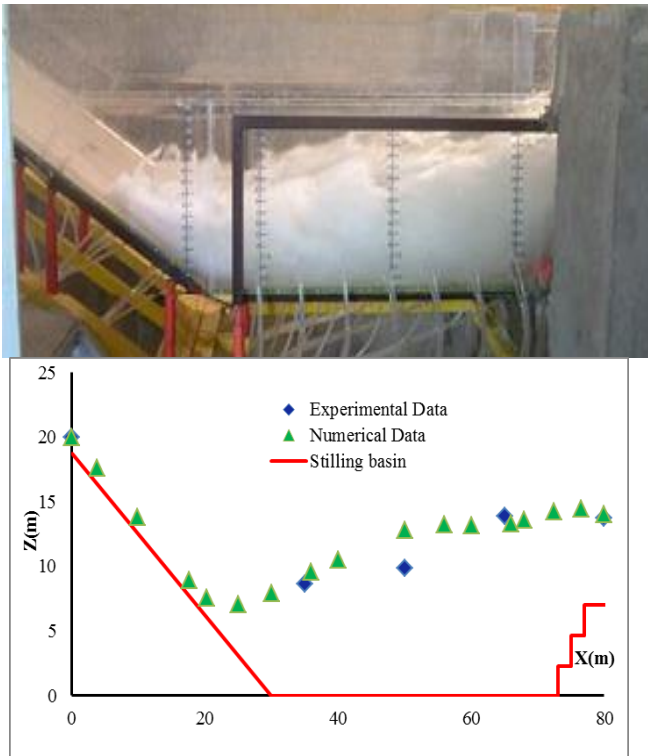 25
Experimental Data
Numerical Data
Stilling basin
20
15
Z(m)
10
5
X(m)
0
0 20 40 60 80